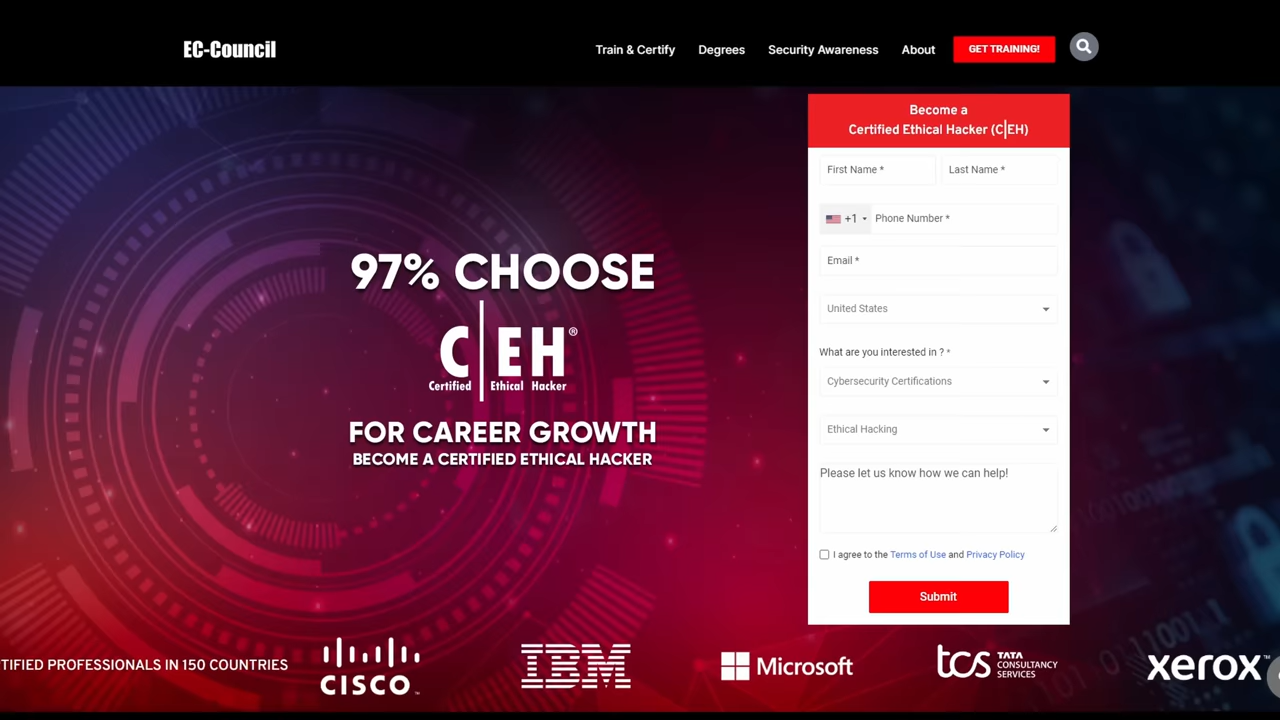 EC-Council
Train & Certify
Degrees
Security Awareness
About
GET TRAINING!
97% CHOOSE
C|EH®
Certified Ethical Hacker
FOR CAREER GROWTH
BECOME A CERTIFIED ETHICAL HACKER
Become a
Certified Ethical Hacker (C|EH)
First Name *
Last Name *
+1
Phone Number *
Email *
United States
What are you interested in ? *
Cybersecurity Certifications
Ethical Hacking
Please let us know how we can help!
I agree to the Terms of Use and Privacy Policy
Submit
PROFESSIONALS IN 150 COUNTRIES
CISCO
IBM
Microsoft
tcs TATA
CONSULTANCY
SERVICES
xerox™